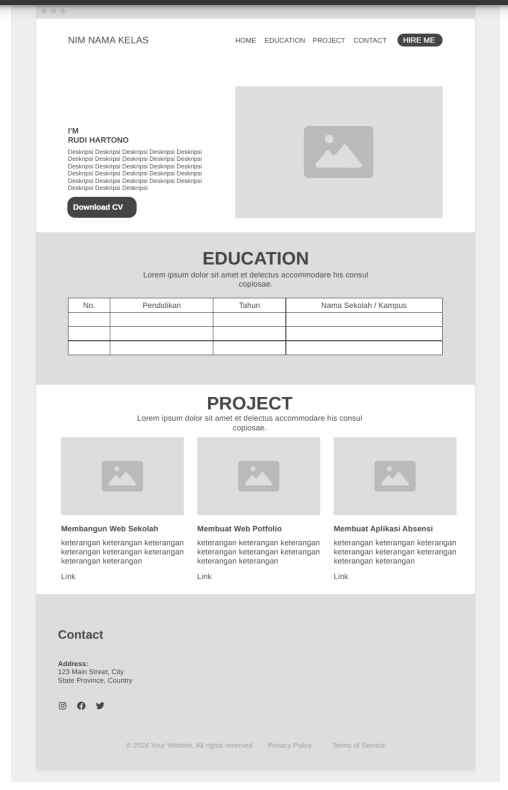 NIM NAMA KELAS
HOME EDUCATION PROJECT CONTACT HIRE ME
I'M
RUDI HARTONO
Deskripsi Deskripsi Deskripsi Deskripsi Deskripsi
Deskripsi Deskripsi Deskripsi Deskripsi Deskripsi
Deskripsi Deskripsi Deskripsi Deskripsi Deskripsi
Deskripsi Deskripsi Deskripsi Deskripsi Deskripsi
Deskripsi Deskripsi Deskripsi Deskripsi Deskripsi
Deskripsi Deskripsi Deskripsi
Download CV
EDUCATION
Lorem ipsum dolor sit amet et delectus accommodare his consul
copiosae.
No. Pendidikan Tahun Nama Sekolah / Kampus
PROJECT
Lorem ipsum dolor sit amet et delectus accommodare his consul
copiosae.
Membangun Web Sekolah
keterangan keterangan keterangan
keterangan keterangan keterangan
keterangan keterangan
Link
Membuat Web Potfolio
keterangan keterangan keterangan
keterangan keterangan keterangan
keterangan keterangan
Link
Membuat Aplikasi Absensi
keterangan keterangan keterangan
keterangan keterangan keterangan
keterangan keterangan
Link
Contact
Address:
123 Main Street, City
State Province, Country
© 2024 Your Website. All rights reserved. Privacy Policy Terms of Service